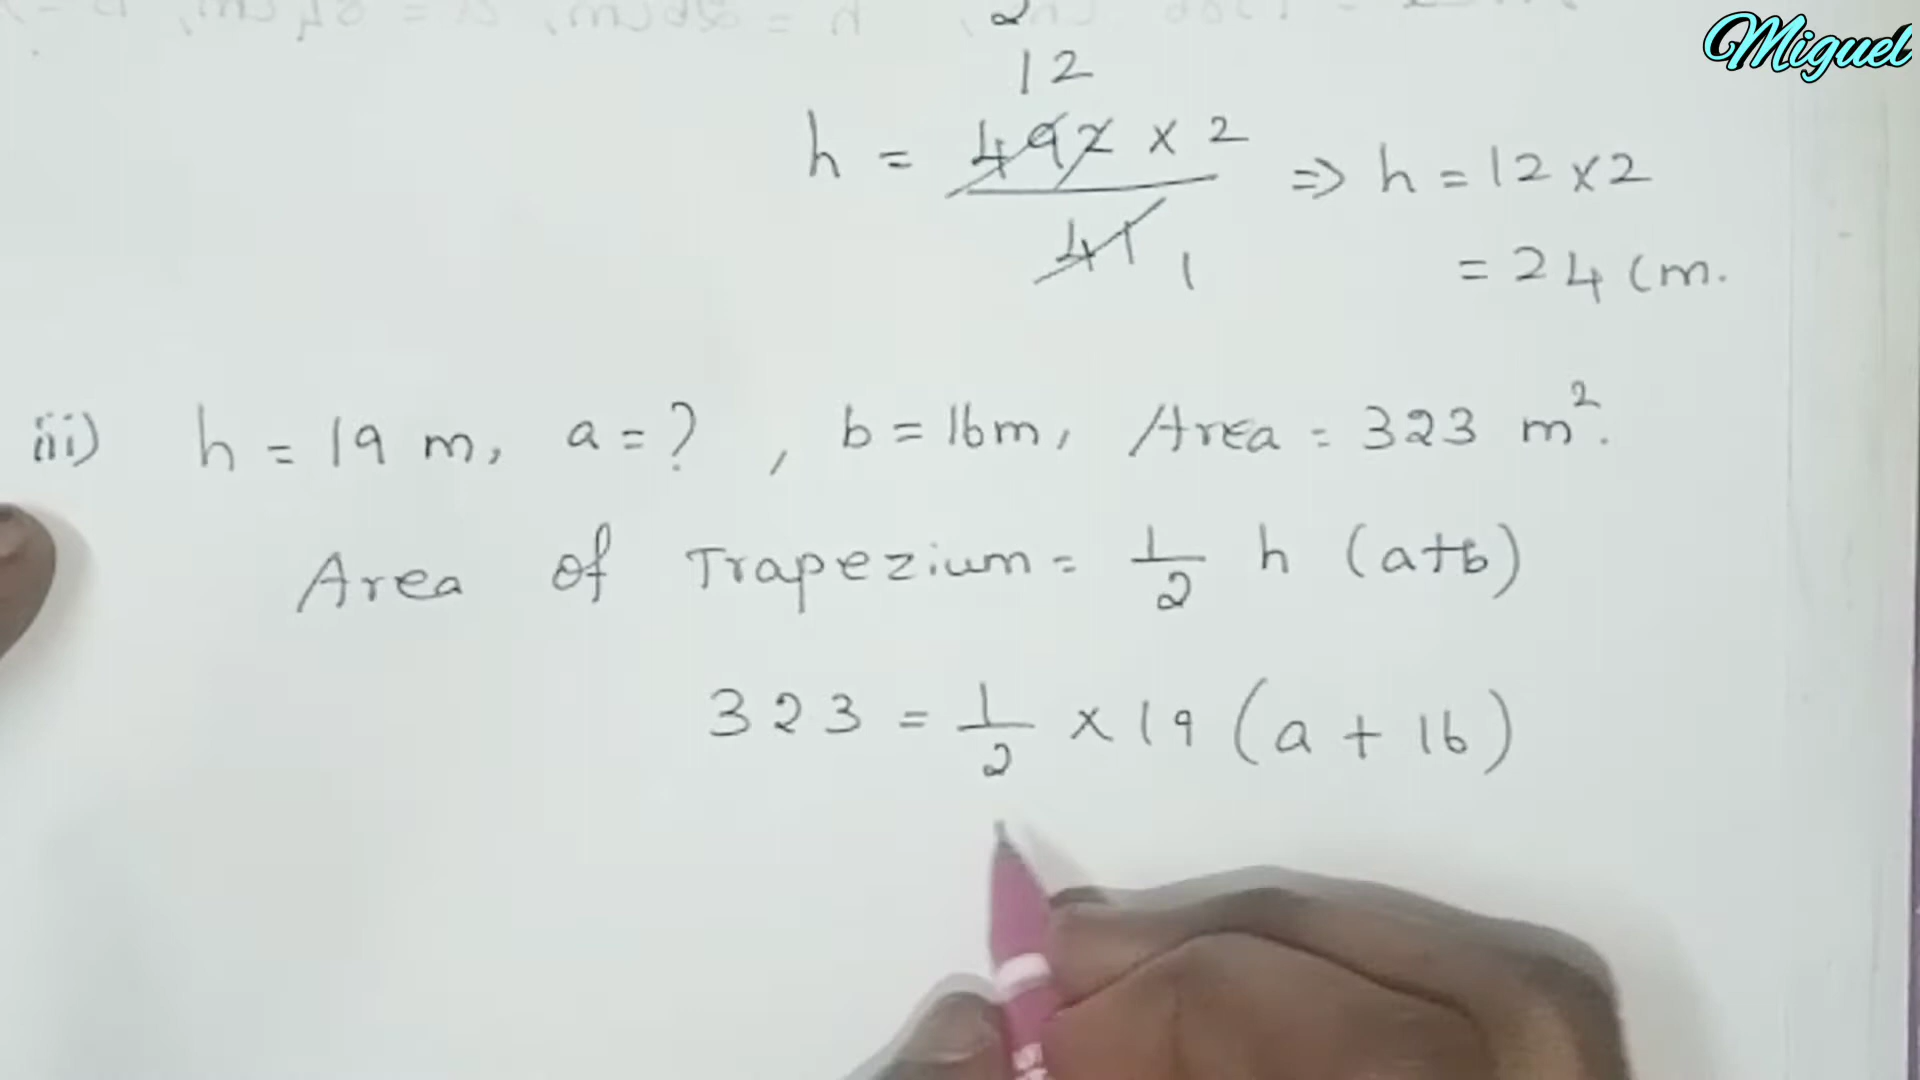 Miguel
2
12
h = 492 x 2 => h = 12 x 2
41 1
= 24 cm.
iii) h = 19 m, a = ? , b = 16m, Area = 323 m².
Area of Trapezium = 1/2 h (a+b)
323 = 1/2 x 19 (a + 16)